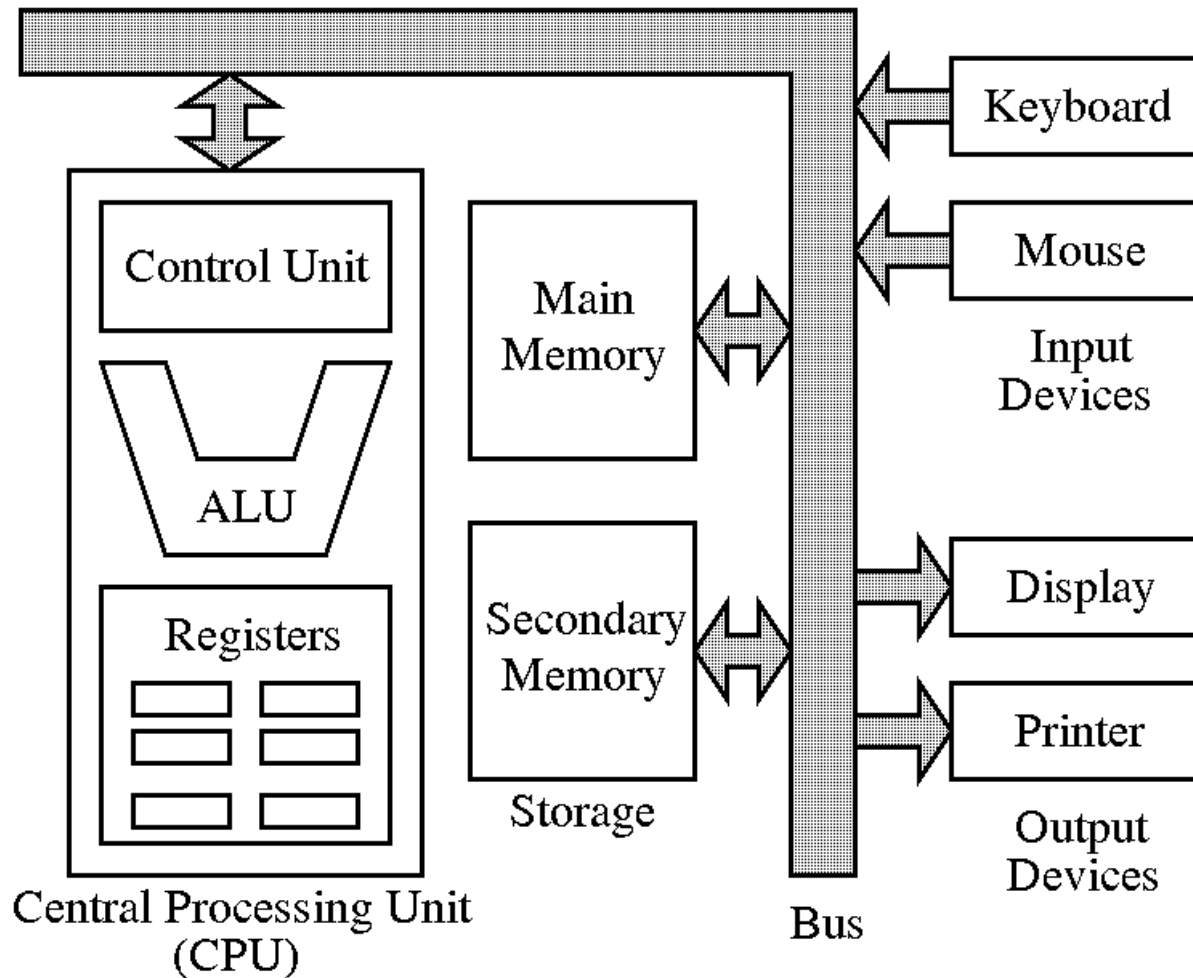 Control Unit
ALU
Registers
Central Processing Unit
(CPU)
Main
Memory
Secondary
Memory
Storage
Bus
Keyboard
Mouse
Input
Devices
Display
Printer
Output
Devices